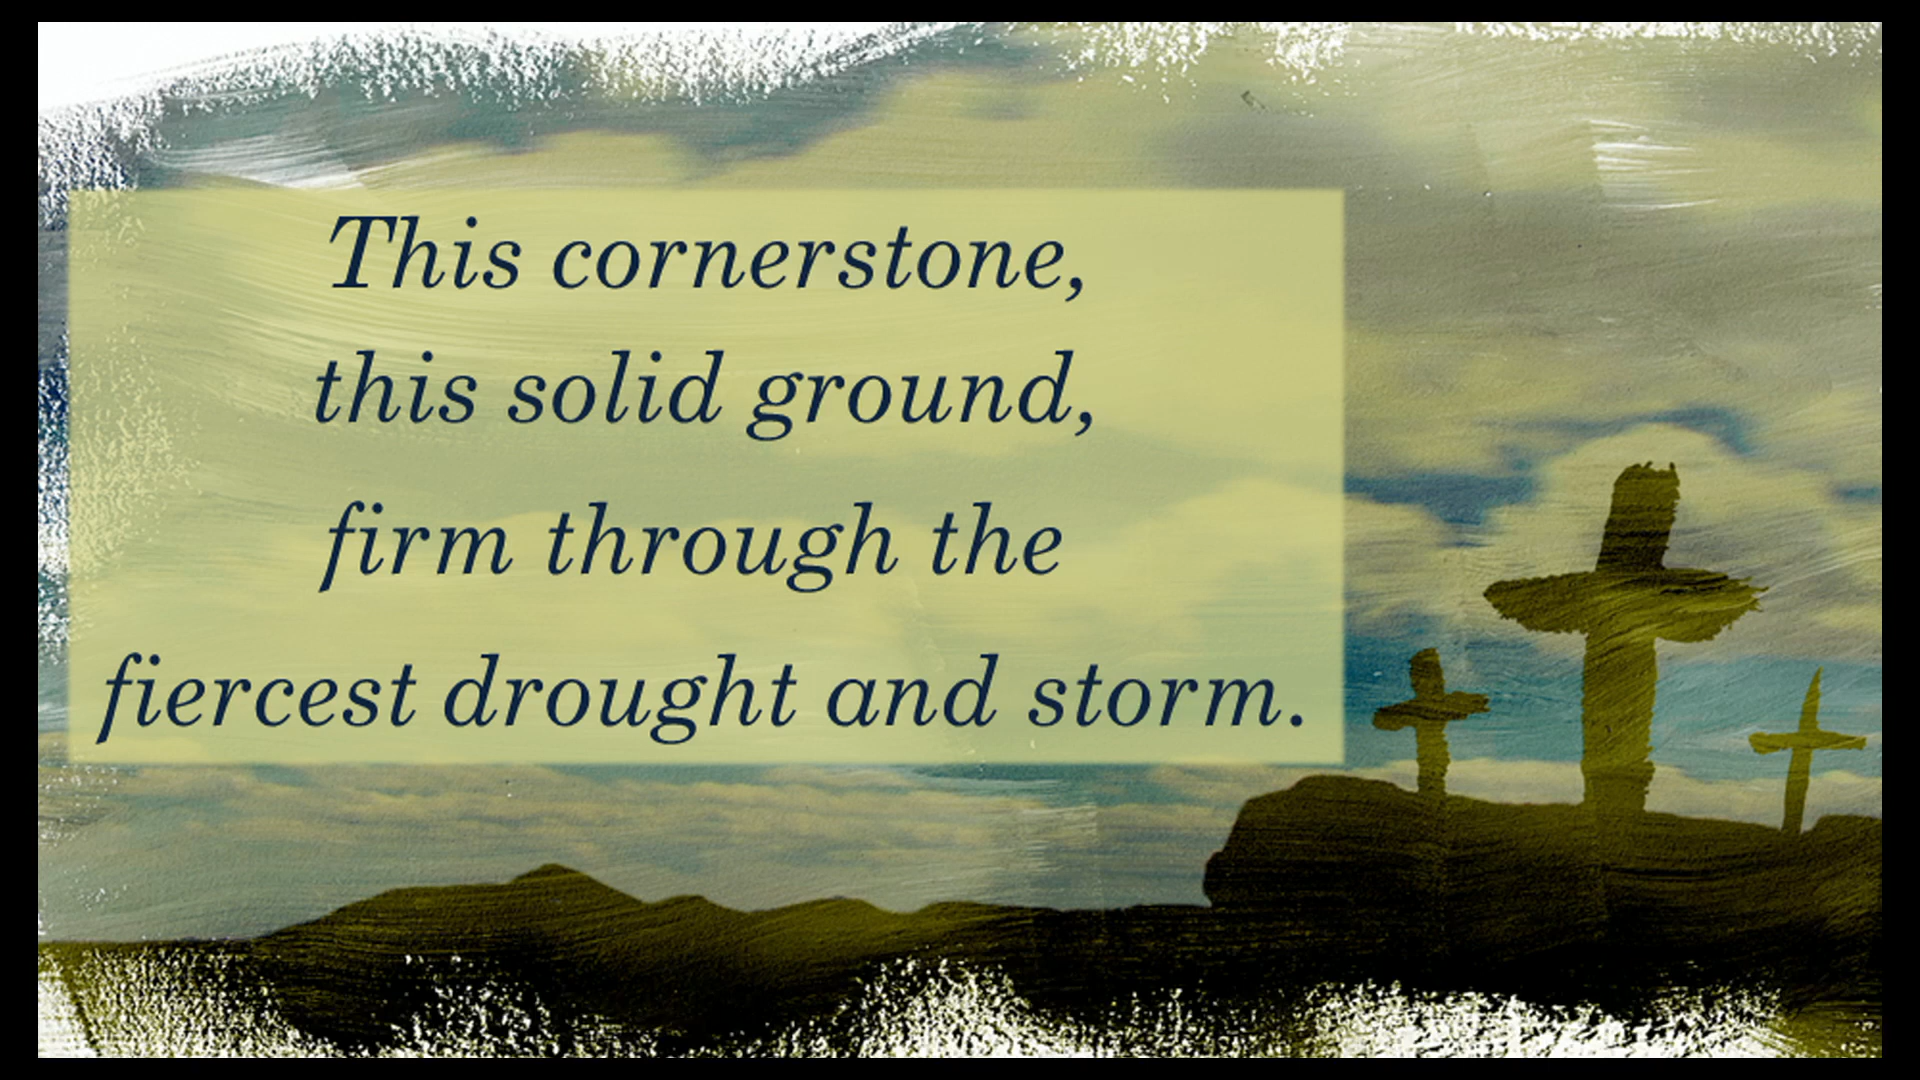 This cornerstone,
this solid ground,
firm through the
fiercest drought and storm.